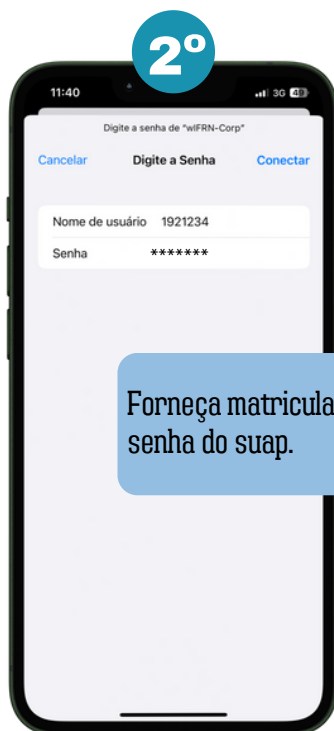 2º
11:40
3G 49
Digite a senha de "wIFRN-Corp"
Cancelar Digite a Senha Conectar
Nome de usuário 1921234
Senha *******
Forneça matricula
senha do suap.